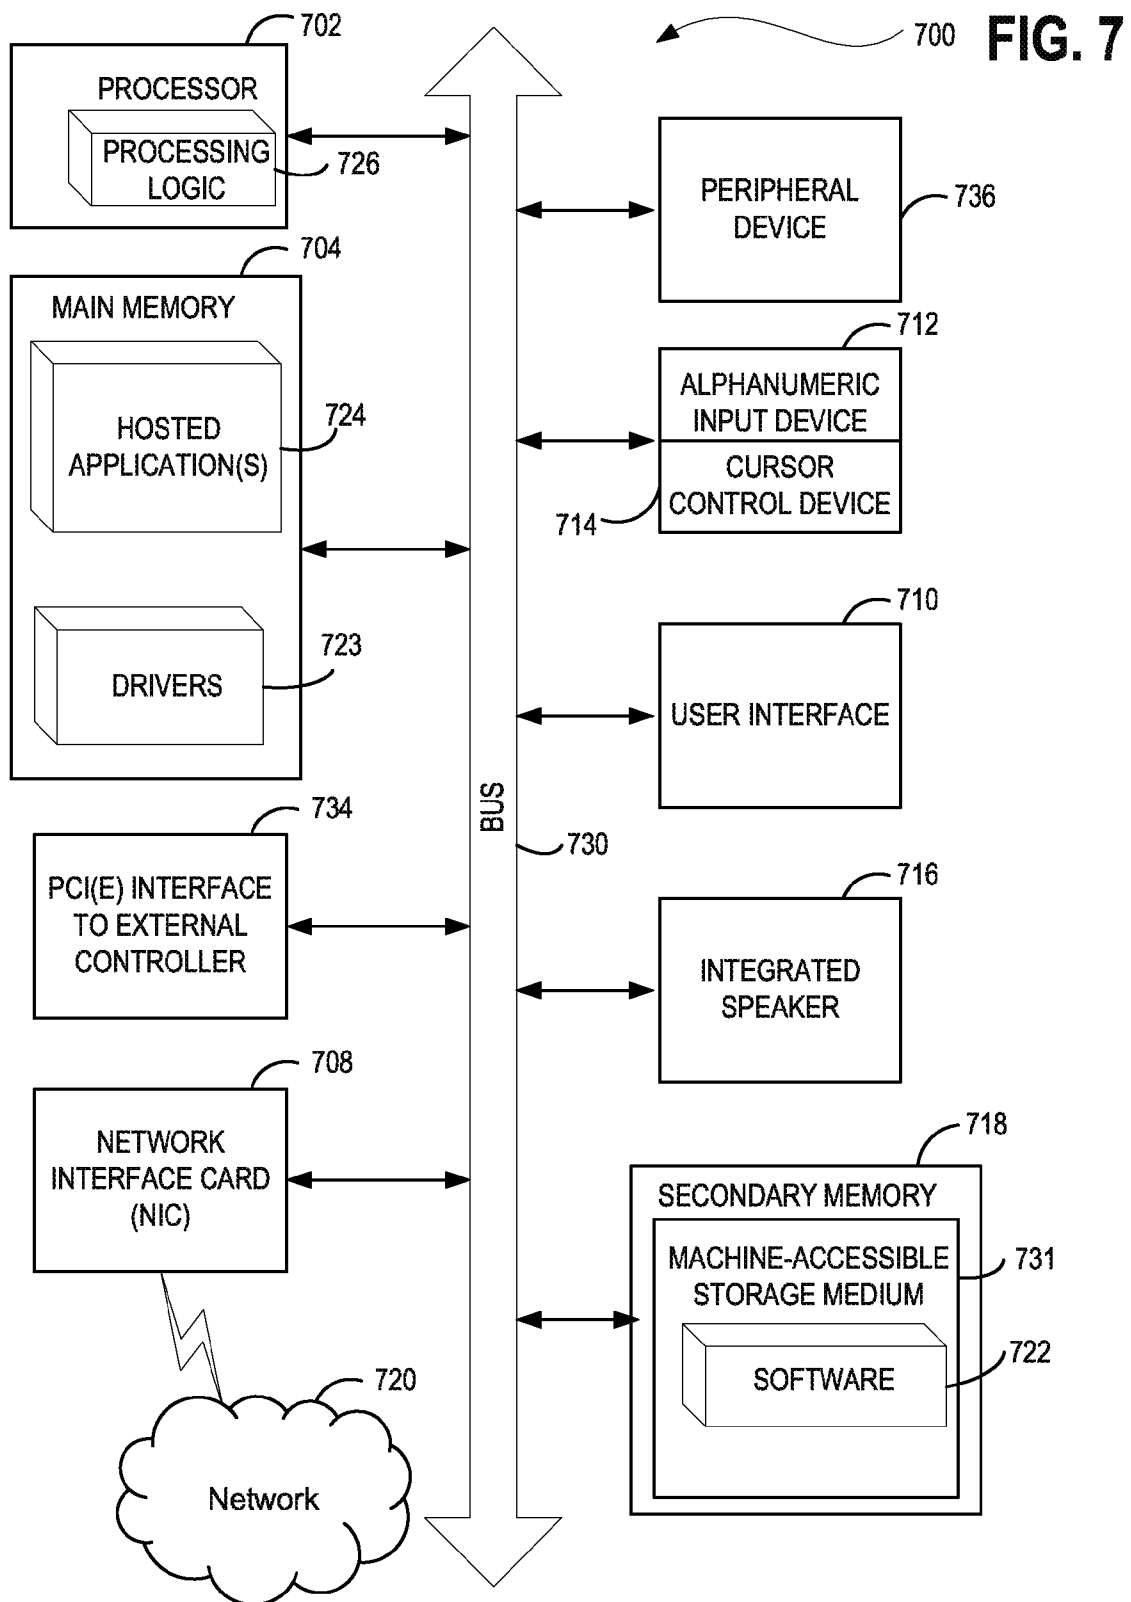 702
PROCESSOR
PROCESSING
LOGIC
726
700
FIG. 7
PERIPHERAL
DEVICE
736
704
MAIN MEMORY
HOSTED
APPLICATION(S)
724
DRIVERS
723
712
ALPHANUMERIC
INPUT DEVICE
CURSOR
CONTROL DEVICE
714
710
USER INTERFACE
BUS
730
734
PCI(E) INTERFACE
TO EXTERNAL
CONTROLLER
716
INTEGRATED
SPEAKER
708
NETWORK
INTERFACE CARD
(NIC)
718
SECONDARY MEMORY
MACHINE-ACCESSIBLE
STORAGE MEDIUM
731
SOFTWARE
722
720
Network